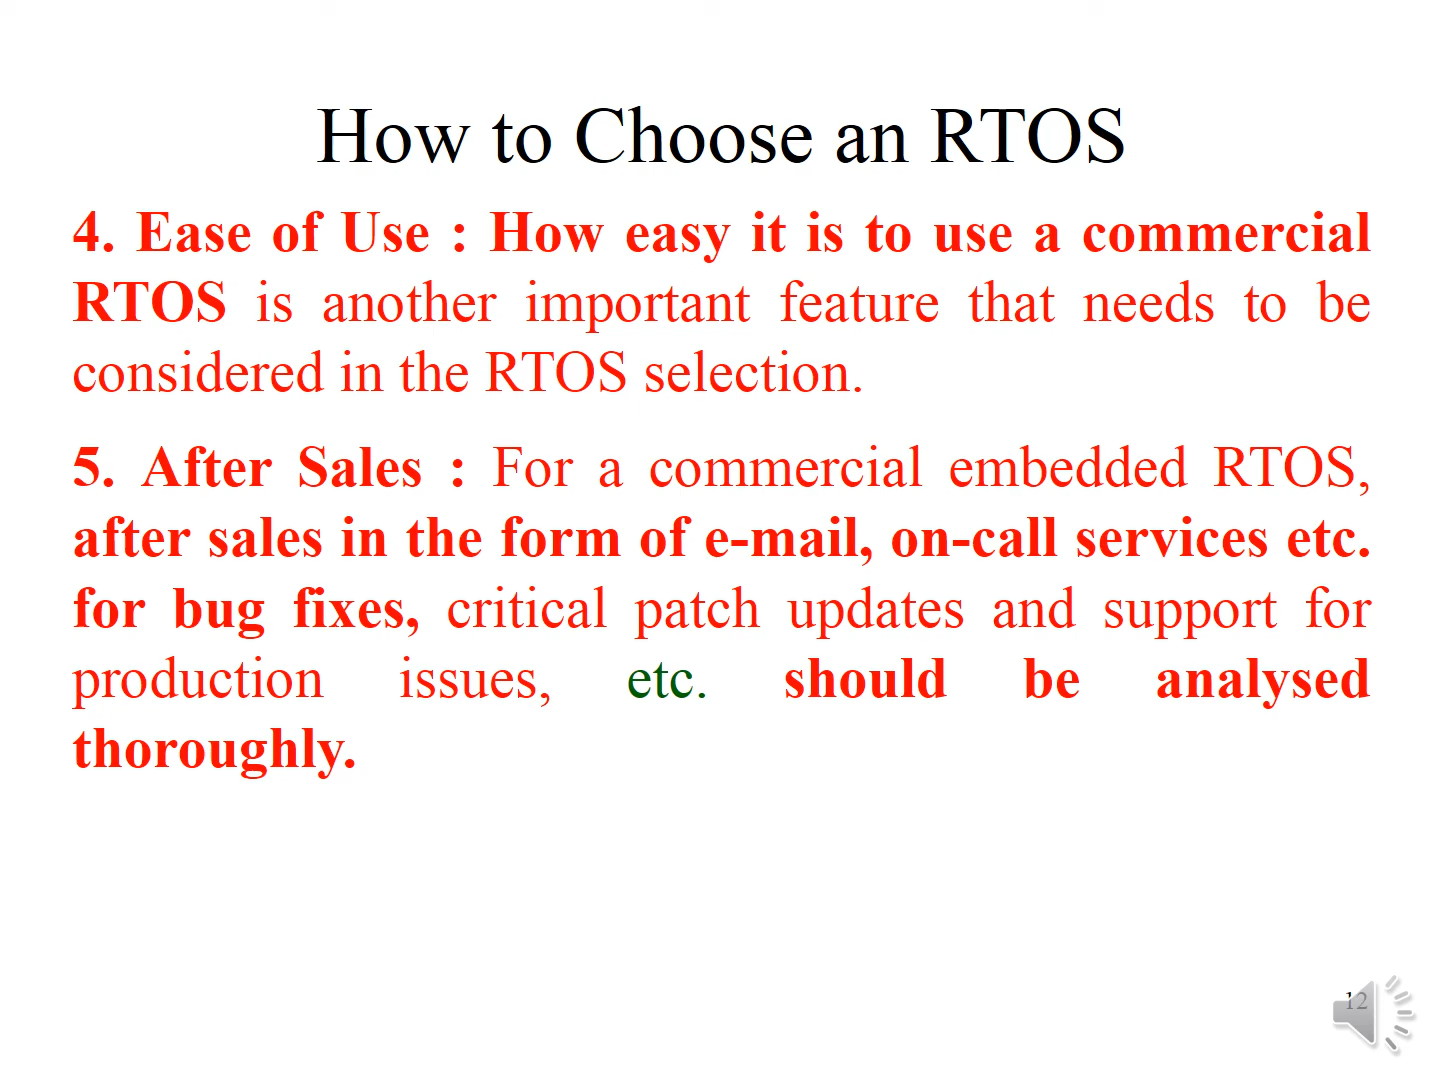 How to Choose an RTOS
4. Ease of Use : How easy it is to use a commercial
RTOS is another important feature that needs to be
considered in the RTOS selection.
5. After Sales : For a commercial embedded RTOS,
after sales in the form of e-mail, on-call services etc.
for bug fixes, critical patch updates and support for
production issues, etc. should be analysed
thoroughly.
12